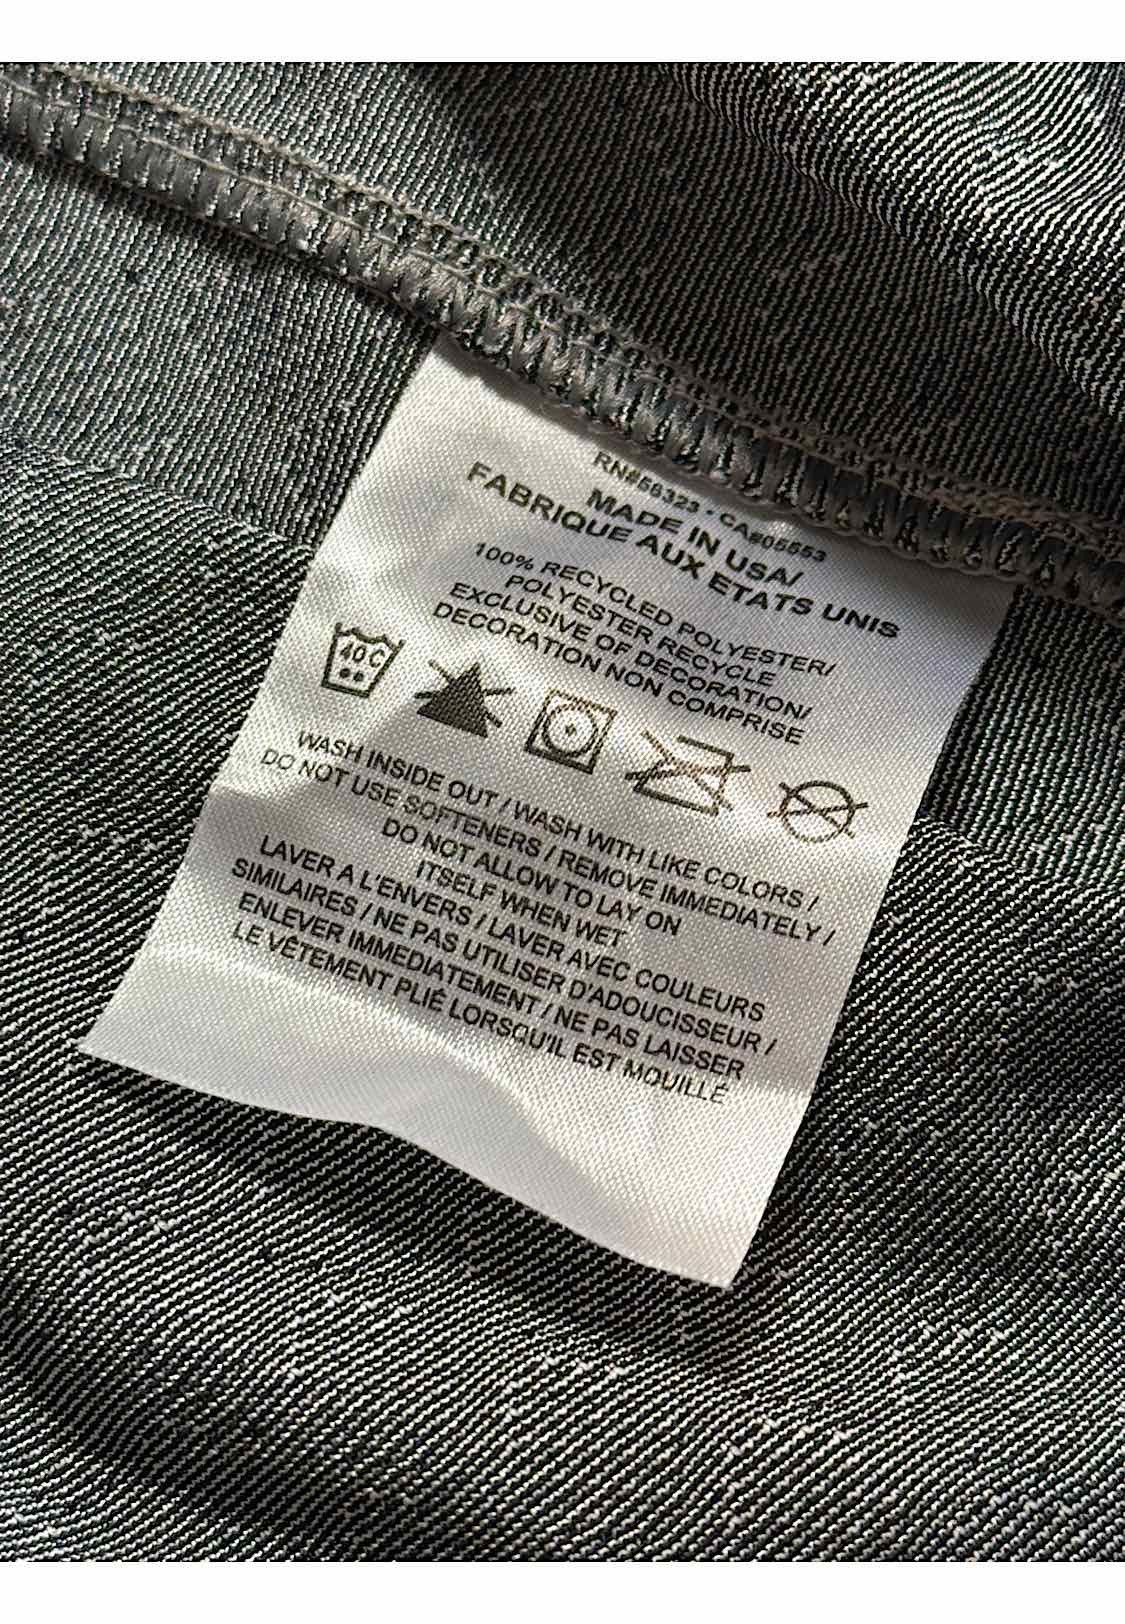 RN#56323 · CA#05553
MADE IN USA/
FABRIQUE AUX ETATS UNIS
100% RECYCLED POLYESTER/
POLYESTER RECYCLE
EXCLUSIVE OF DECORATION/
DECORATION NON COMPRISE
40C
WASH INSIDE OUT / WASH WITH LIKE COLORS /
DO NOT USE SOFTENERS / REMOVE IMMEDIATELY /
DO NOT ALLOW TO LAY ON
ITSELF WHEN WET
LAVER A L'ENVERS / LAVER AVEC COULEURS
SIMILAIRES / NE PAS UTILISER D'ADOUCISSEUR /
ENLEVER IMMEDIATEMENT / NE PAS LAISSER
LE VÊTEMENT PLIÉ LORSQU'IL EST MOUILLÉ